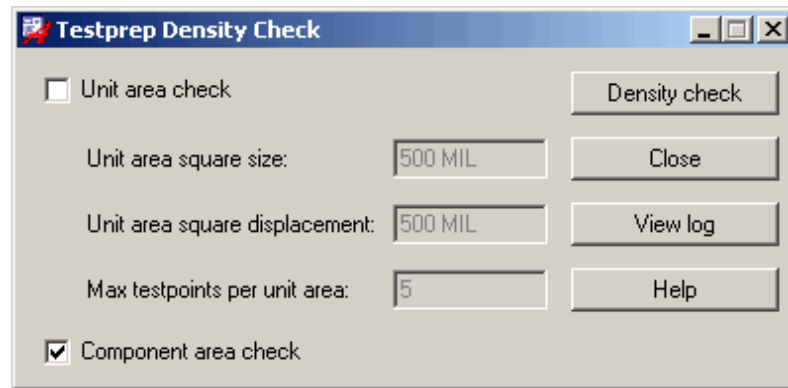 Testprep Density Check
Unit area check
Density check
Unit area square size:
500 MIL
Close
Unit area square displacement:
500 MIL
View log
Max testpoints per unit area:
5
Help
Component area check